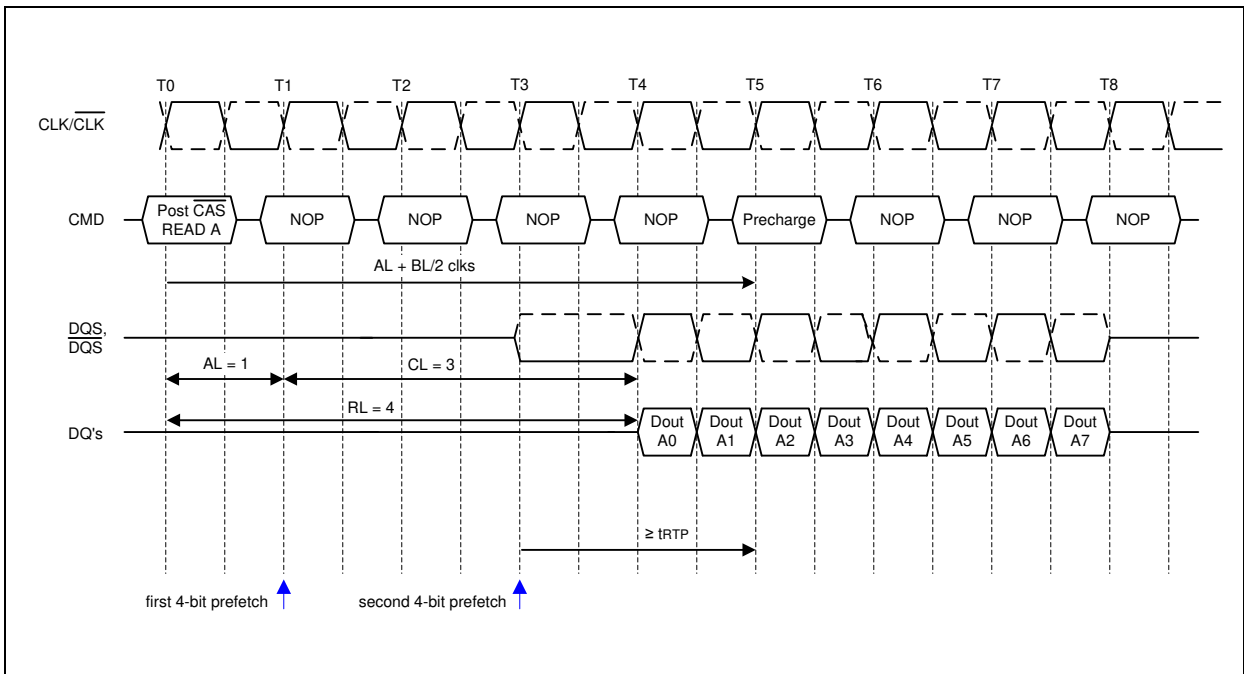 T0 T1 T2 T3 T4 T5 T6 T7 T8
CLK/CLK
CMD
Post CAS
READ A
NOP NOP NOP NOP Precharge NOP NOP NOP
AL + BL/2 clks
DQS,
DQS
AL = 1
CL = 3
RL = 4
DQ's
Dout Dout Dout Dout Dout Dout Dout Dout
A0 A1 A2 A3 A4 A5 A6 A7
≥ tRTP
first 4-bit prefetch
second 4-bit prefetch